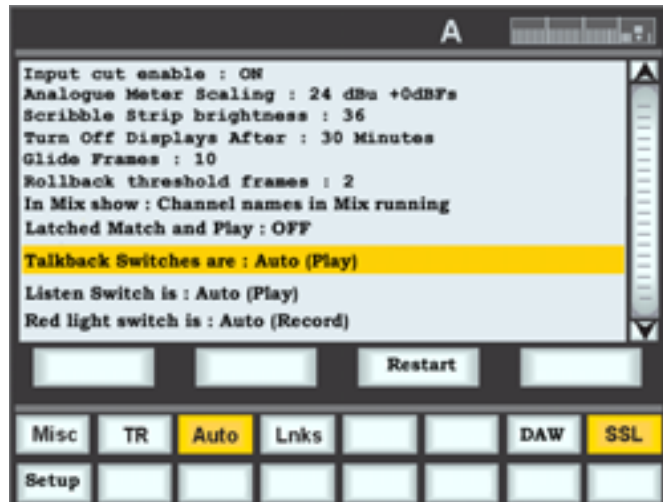 A
Input cut enable : ON
Analogue Meter Scaling : 24 dBu +0dBFs
Scribble Strip brightness : 36
Turn Off Displays After : 30 Minutes
Glide Frames : 10
Rollback threshold frames : 2
In Mix show : Channel names in Mix running
Latched Match and Play : OFF
Talkback Switches are : Auto (Play)
Listen Switch is : Auto (Play)
Red light switch is : Auto (Record)
Restart
Misc TR Auto Lnks DAW SSL
Setup